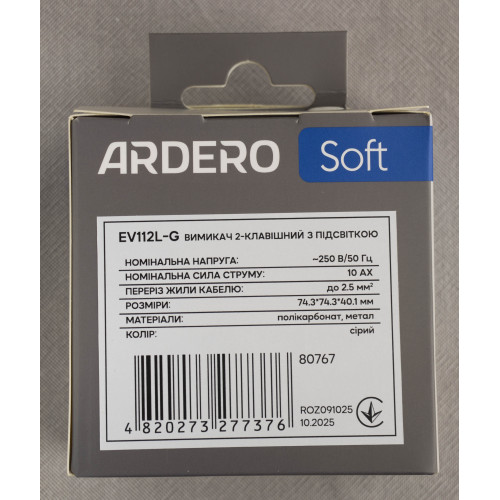 ARDERO Soft
EV112L-G ВИМИКАЧ 2-КЛАВІШНИЙ З ПІДСВІТКОЮ
НОМІНАЛЬНА НАПРУГА: ~250 В/50 Гц
НОМІНАЛЬНА СИЛА СТРУМУ: 10 АХ
ПЕРЕРІЗ ЖИЛИ КАБЕЛЮ: до 2.5 мм²
РОЗМІРИ: 74.3*74.3*40.1 мм
МАТЕРІАЛИ: полікарбонат, метал
КОЛІР: сірий
80767
ROZ091025
10.2025
4 820273 277376